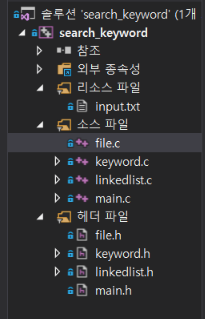 솔루션 'search_keyword' (1개
search_keyword
참조
외부 종속성
리소스 파일
input.txt
소스 파일
file.c
keyword.c
linkedlist.c
main.c
헤더 파일
file.h
keyword.h
linkedlist.h
main.h